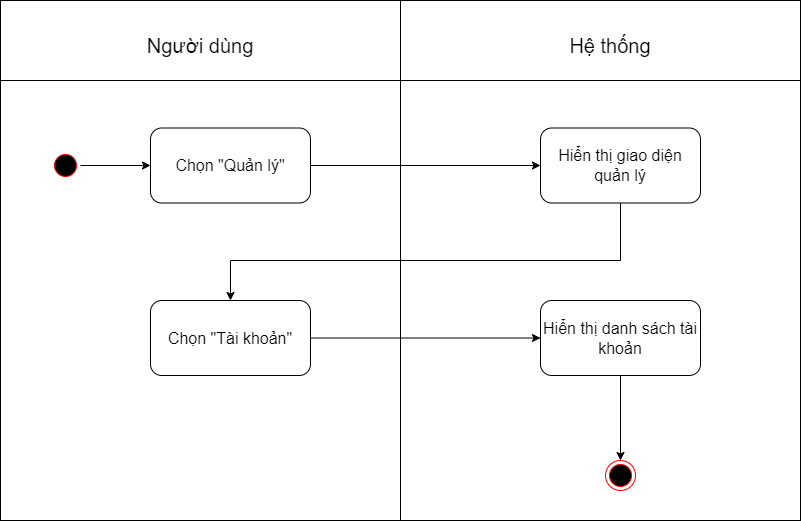 Người dùng
Hệ thống
Chọn "Quản lý"
Hiển thị giao diện
quản lý
Chọn "Tài khoản"
Hiển thị danh sách tài
khoản